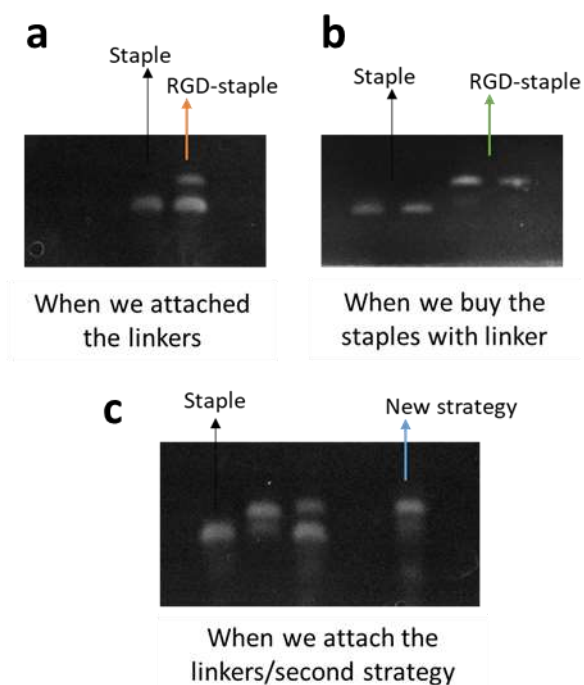 a
Staple
RGD-staple
When we attached
the linkers
b
Staple
RGD-staple
When we buy the
staples with linker
c
Staple
New strategy
When we attach the
linkers/second strategy